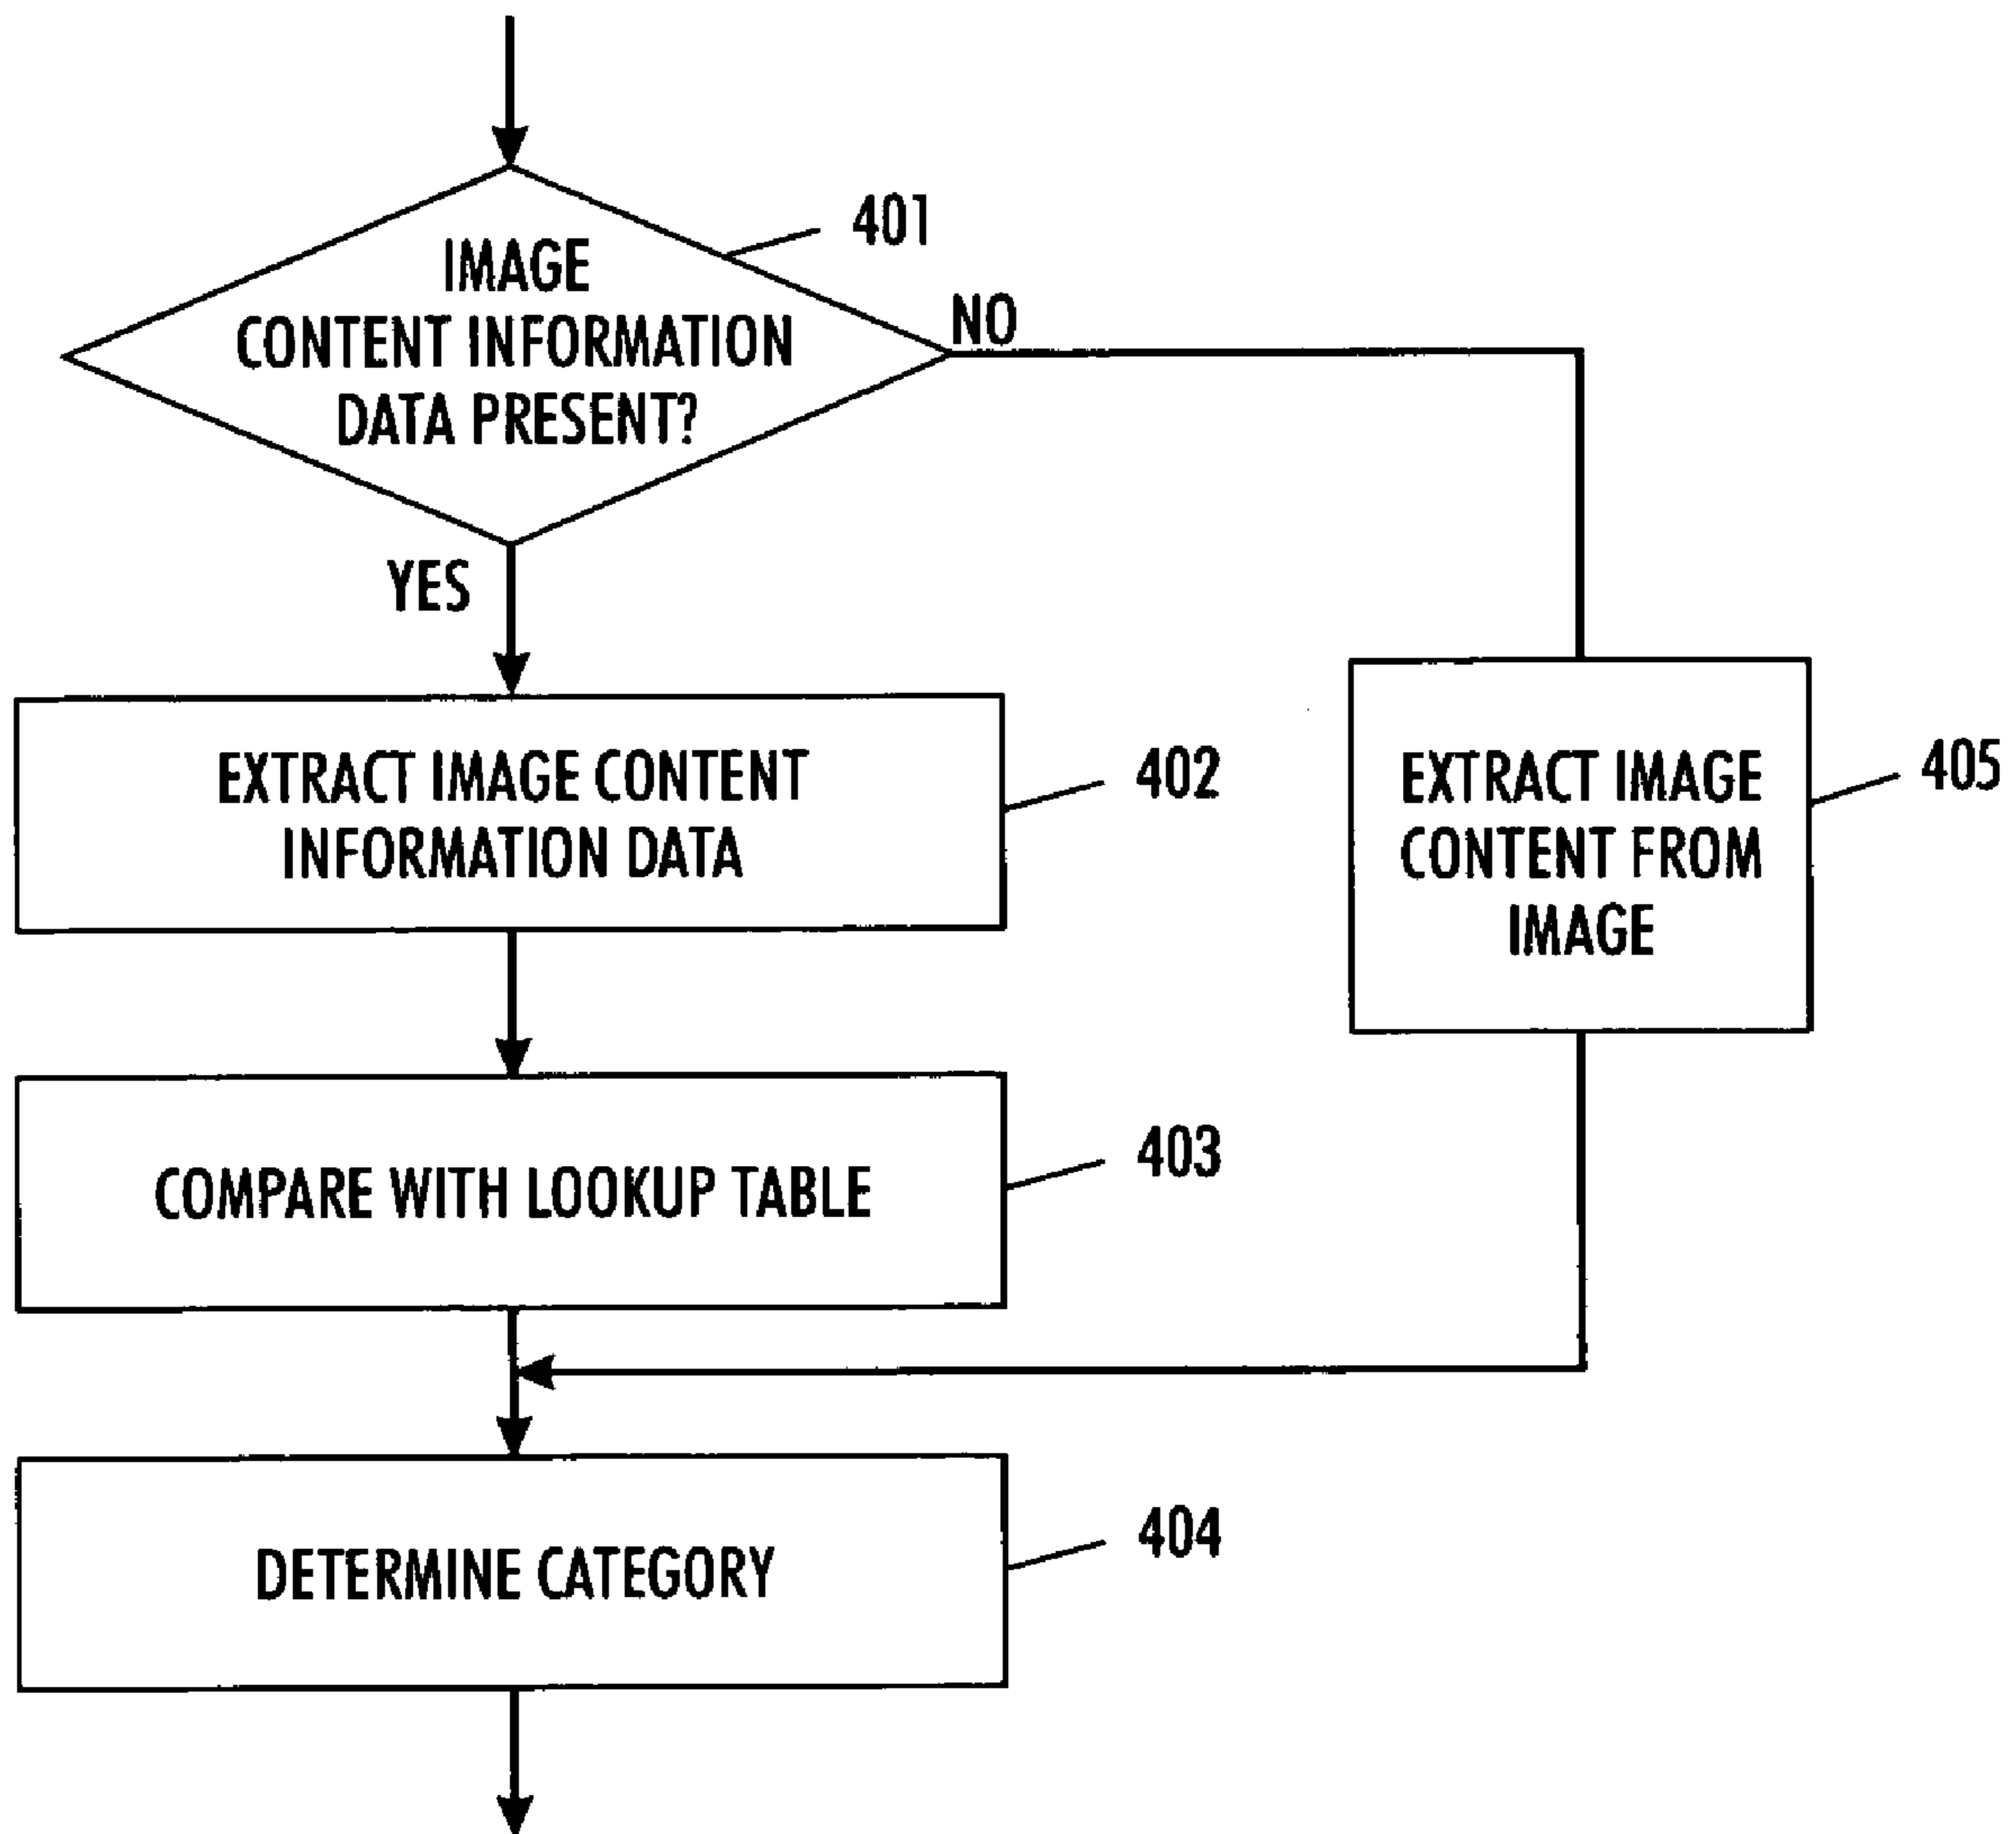 401
IMAGE
CONTENT INFORMATION
DATA PRESENT?
NO
YES
EXTRACT IMAGE CONTENT
INFORMATION DATA
402
EXTRACT IMAGE
CONTENT FROM
IMAGE
405
COMPARE WITH LOOKUP TABLE
403
DETERMINE CATEGORY
404